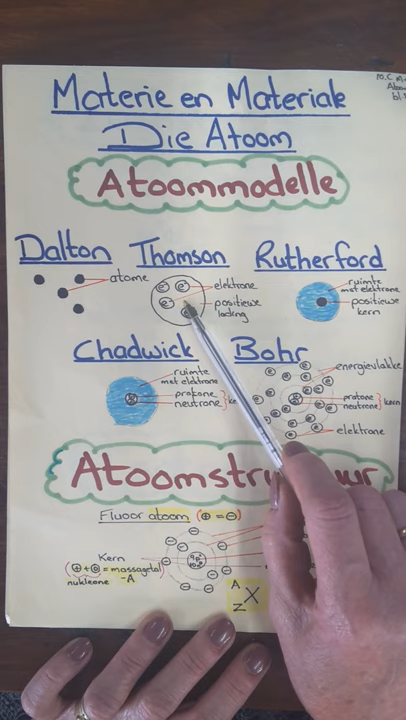 Materie en Materiale
Die Atoom
Atoommodelle
Dalton
atome
Thomson
elektrone
positiewe
lading
Rutherford
ruimte
met elektrone
positiewe
kern
Chadwick
ruimte
met elektrone
protone
neutrone
Bohr
energievlakke
protone
neutrone
kern
elektrone
Fluoor atoom (⊕ = ⊖)
Kern
= massagetal
-A
nukleone
A
Z X